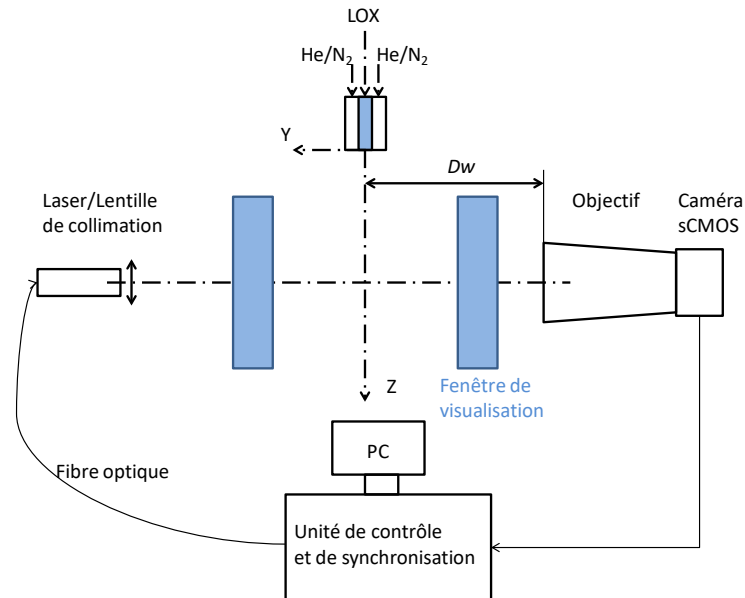 LOX
He/N₂ He/N₂
Y
Dw
Laser/Lentille
de collimation
Objectif
Caméra
sCMOS
Z
Fenêtre de
visualisation
PC
Fibre optique
Unité de contrôle
et de synchronisation